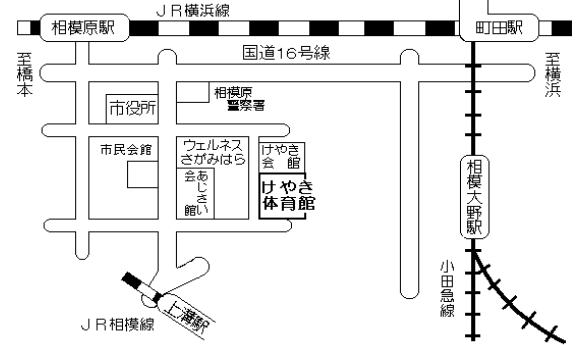 JR横浜線
相模原駅
町田駅
国道16号線
至橋本
至横浜
相模原
警察署
市役所
市民会館
ウェルネス
さがみはら
けやき
会館
あじさい
会館
けやき
体育館
相模大野駅
小田急線
上溝駅
JR相模線